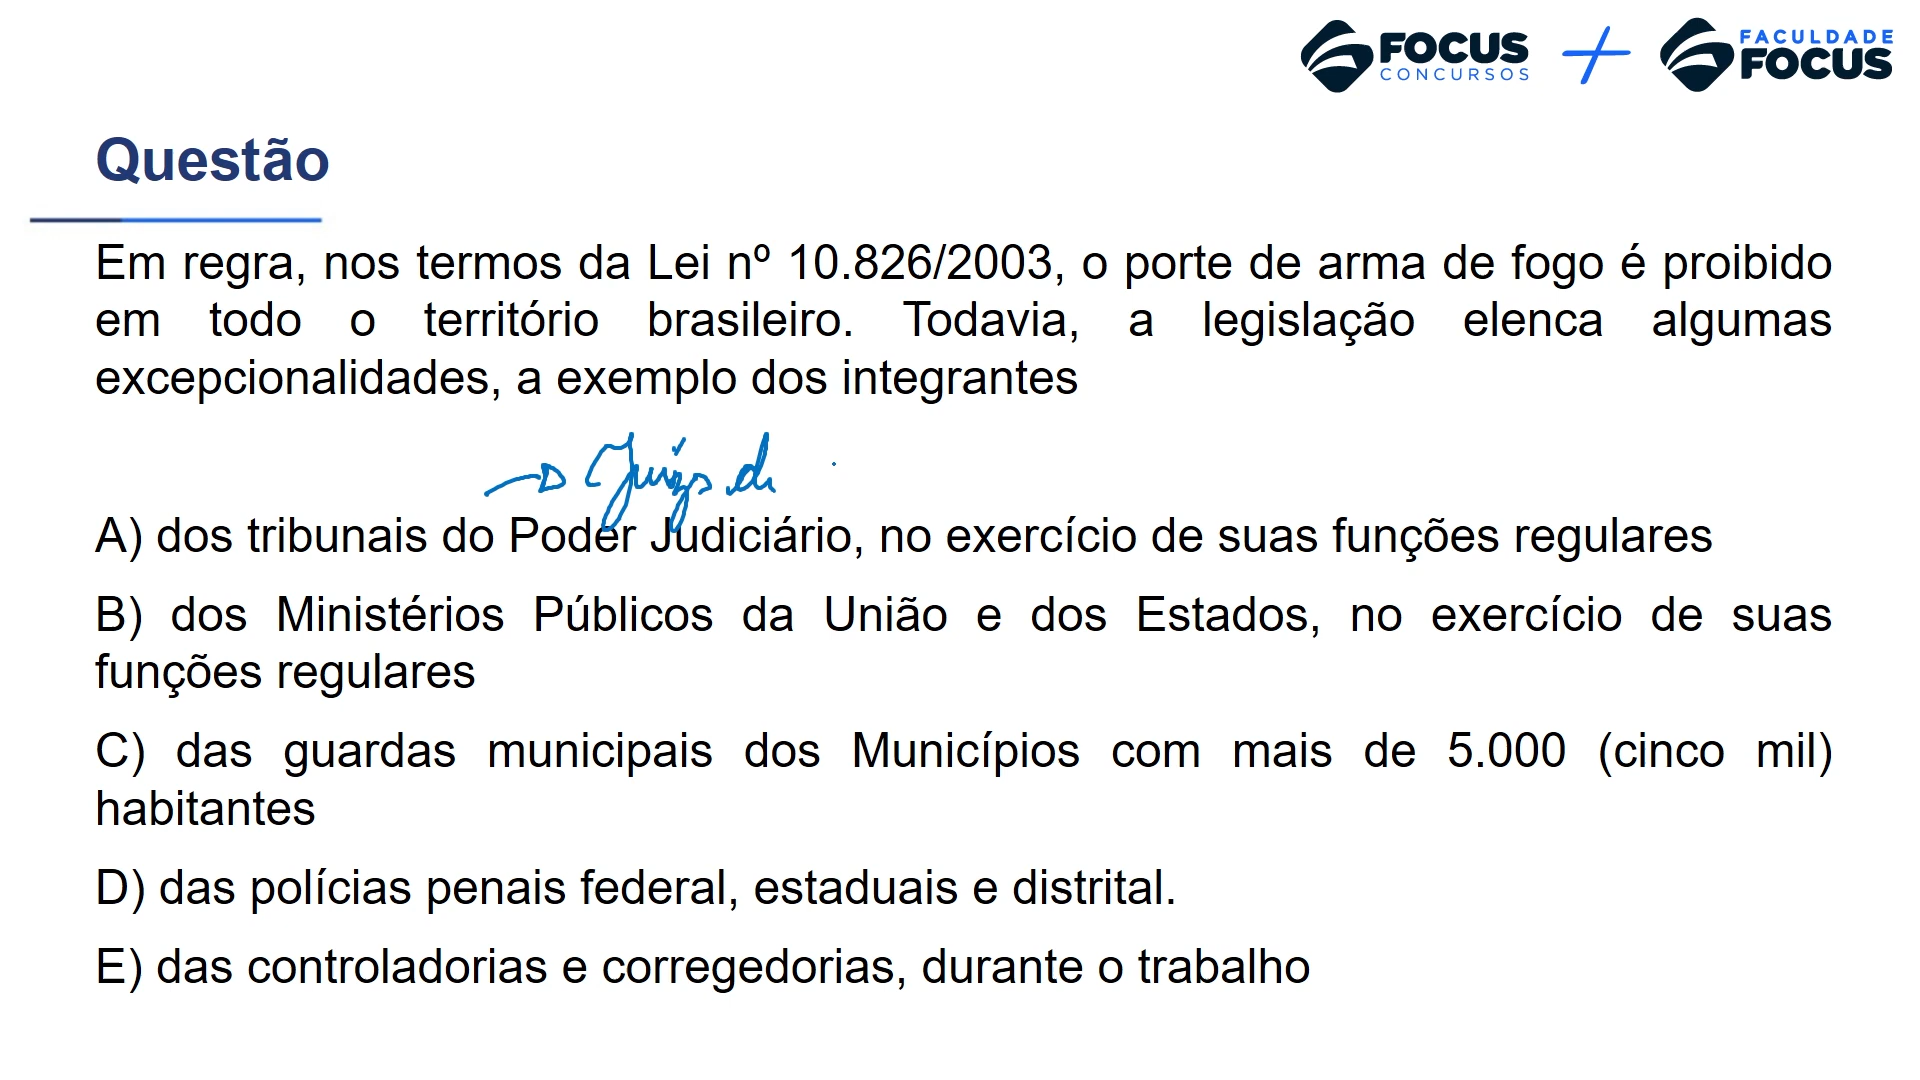 FOCUS CONCURSOS + FACULDADE FOCUS
Questão
Em regra, nos termos da Lei nº 10.826/2003, o porte de arma de fogo é proibido
em todo o território brasileiro. Todavia, a legislação elenca algumas
excepcionalidades, a exemplo dos integrantes
Juízo di
A) dos tribunais do Poder Judiciário, no exercício de suas funções regulares
B) dos Ministérios Públicos da União e dos Estados, no exercício de suas
funções regulares
C) das guardas municipais dos Municípios com mais de 5.000 (cinco mil)
habitantes
D) das polícias penais federal, estaduais e distrital.
E) das controladorias e corregedorias, durante o trabalho